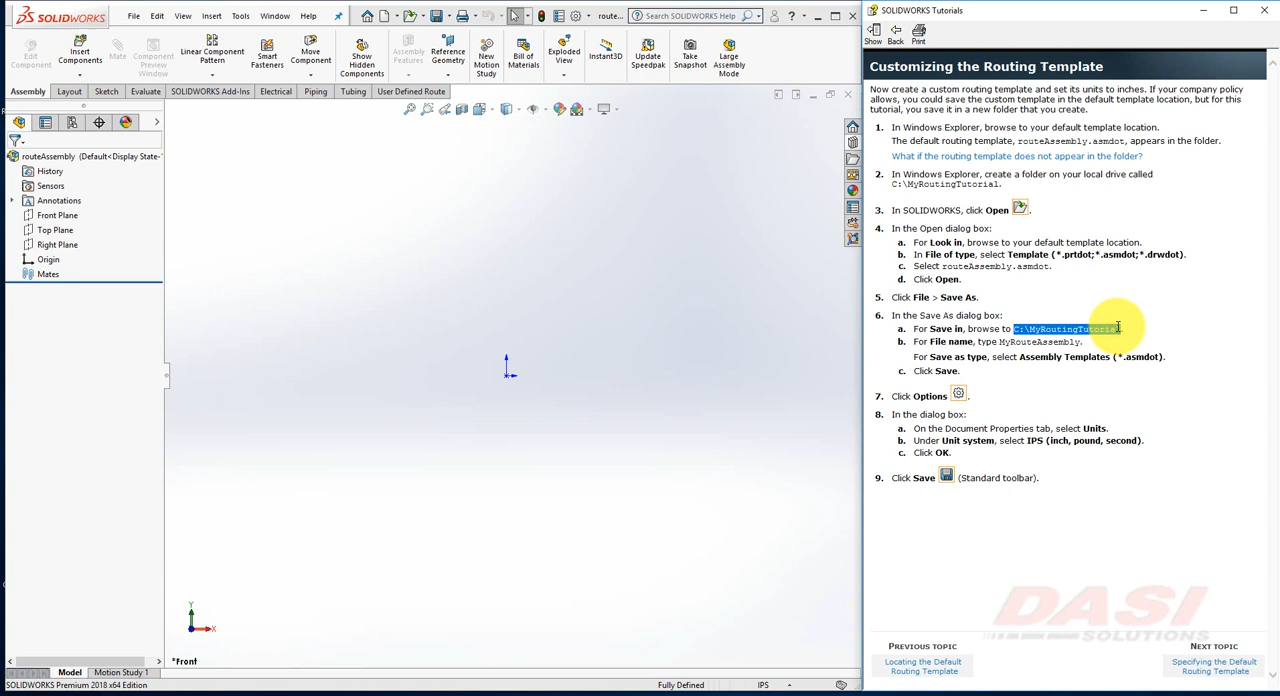 SOLIDWORKS
File Edit View Insert Tools Window Help
route...
Search SOLIDWORKS Help
Edit Component
Insert Components
Mate
Component Preview Window
Linear Component Pattern
Smart Fasteners
Move Component
Show Hidden Components
Assembly Features
Reference Geometry
New Motion Study
Bill of Materials
Exploded View
Instant3D
Update Speedpak
Take Snapshot
Large Assembly Mode
Assembly Layout Sketch Evaluate SOLIDWORKS Add-Ins Electrical Piping Tubing User Defined Route
routeAssembly (Default<Display State-
History
Sensors
Annotations
Front Plane
Top Plane
Right Plane
Origin
Mates
Y
X
*Front
Model Motion Study 1
SOLIDWORKS Premium 2018 x64 Edition
Fully Defined
IPS
SOLIDWORKS Tutorials
Show Back Print
Customizing the Routing Template
Now create a custom routing template and set its units to inches. If your company policy
allows, you could save the custom template in the default template location, but for this
tutorial, you save it in a new folder that you create.
1. In Windows Explorer, browse to your default template location.
The default routing template, routeAssembly.asmdot, appears in the folder.
What if the routing template does not appear in the folder?
2. In Windows Explorer, create a folder on your local drive called
C:\MyRoutingTutorial.
3. In SOLIDWORKS, click Open .
4. In the Open dialog box:
a. For Look in, browse to your default template location.
b. In File of type, select Template (*.prtdot;*.asmdot;*.drwdot).
c. Select routeAssembly.asmdot.
d. Click Open.
5. Click File > Save As.
6. In the Save As dialog box:
a. For Save in, browse to C:\MyRoutingTutorial.
b. For File name, type MyRouteAssembly.
For Save as type, select Assembly Templates (*.asmdot).
c. Click Save.
7. Click Options .
8. In the dialog box:
a. On the Document Properties tab, select Units.
b. Under Unit system, select IPS (inch, pound, second).
c. Click OK.
9. Click Save (Standard toolbar).
DASI
SOLUTIONS
PREVIOUS TOPIC
Locating the Default
Routing Template
NEXT TOPIC
Specifying the Default
Routing Template